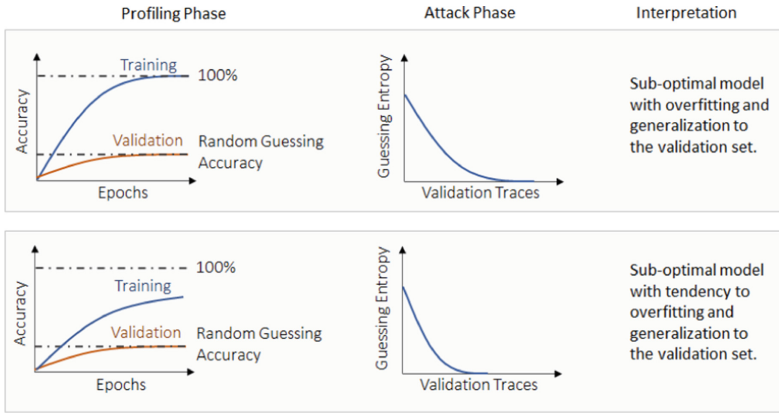 Profiling Phase
Attack Phase
Interpretation
Accuracy
Training
100%
Validation
Random Guessing
Accuracy
Epochs
Guessing Entropy
Validation Traces
Sub-optimal model
with overfitting and
generalization to
the validation set.
Accuracy
100%
Training
Validation
Random Guessing
Accuracy
Epochs
Guessing Entropy
Validation Traces
Sub-optimal model
with tendency to
overfitting and
generalization to
the validation set.